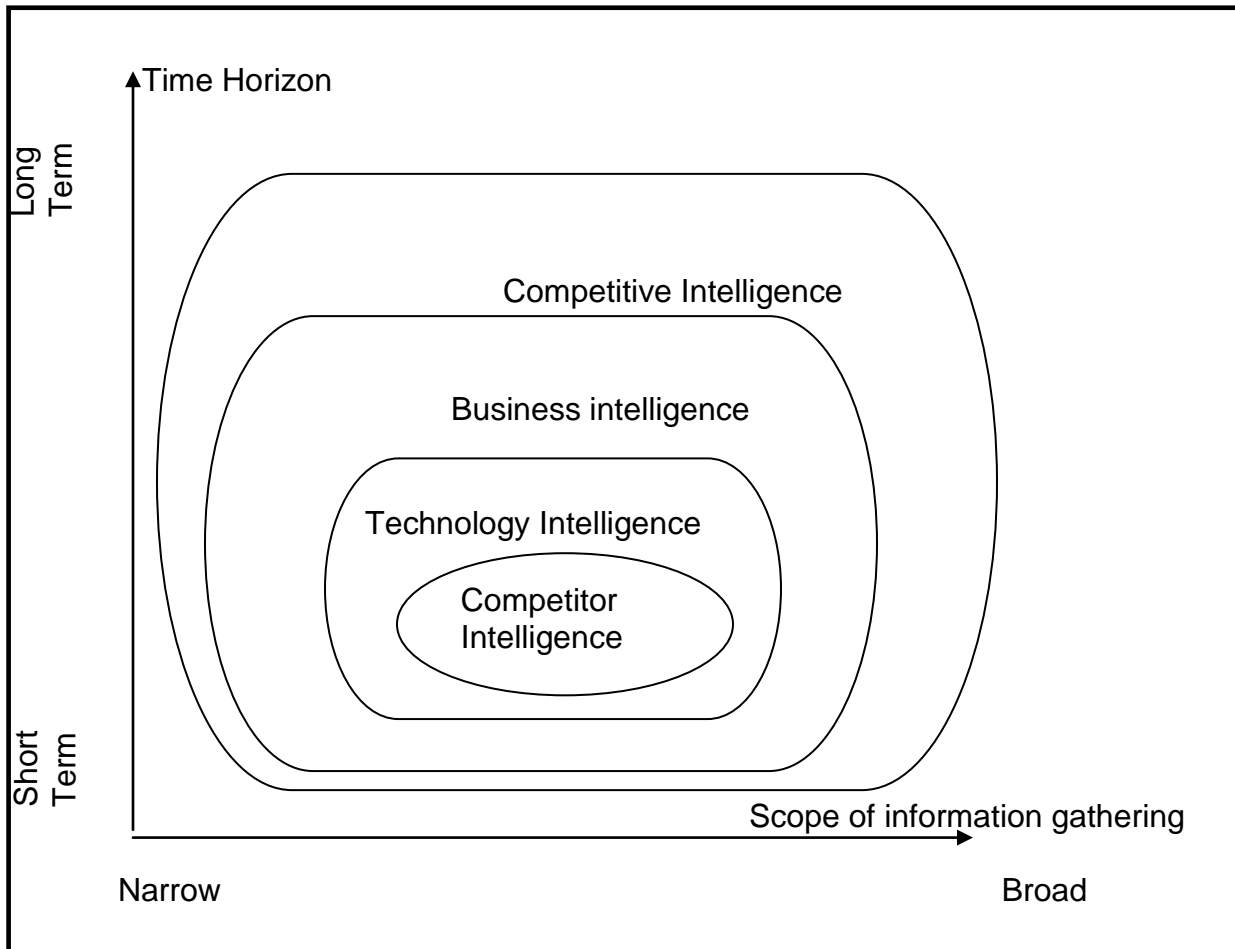 Time Horizon
Long
Term
Competitive Intelligence
Business intelligence
Technology Intelligence
Competitor
Intelligence
Short
Term
Scope of information gathering
Narrow
Broad